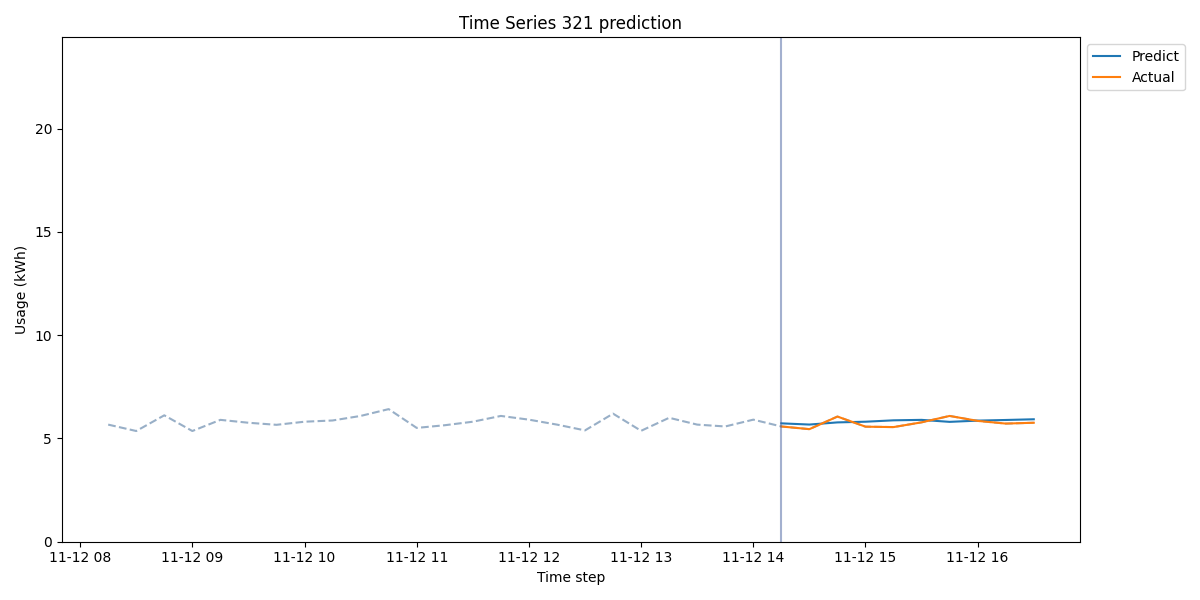 Time Series 321 prediction
Predict
Actual
Usage (kWh)
20
15
10
5
0
11-12 08 11-12 09 11-12 10 11-12 11 11-12 12 11-12 13 11-12 14 11-12 15 11-12 16
Time step